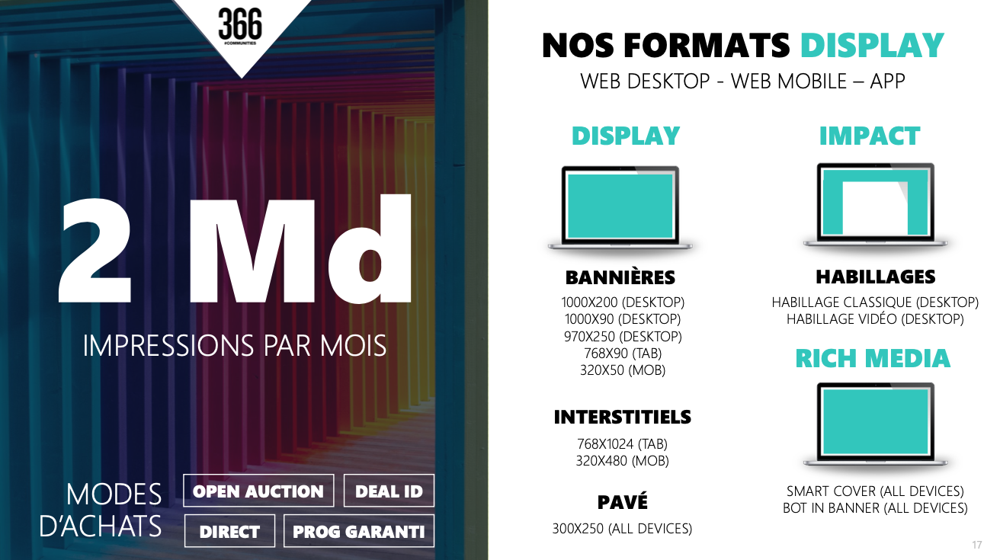 366
#COMMUNITIES
2 Md
IMPRESSIONS PAR MOIS
MODES
D’ACHATS
OPEN AUCTION
DEAL ID
DIRECT
PROG GARANTI
NOS FORMATS DISPLAY
WEB DESKTOP - WEB MOBILE – APP
DISPLAY
BANNIÈRES
1000X200 (DESKTOP)
1000X90 (DESKTOP)
970X250 (DESKTOP)
768X90 (TAB)
320X50 (MOB)
INTERSTITIELS
768X1024 (TAB)
320X480 (MOB)
PAVÉ
300X250 (ALL DEVICES)
IMPACT
HABILLAGES
HABILLAGE CLASSIQUE (DESKTOP)
HABILLAGE VIDÉO (DESKTOP)
RICH MEDIA
SMART COVER (ALL DEVICES)
BOT IN BANNER (ALL DEVICES)
17